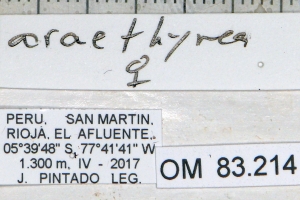 araethyrea
♀
PERU. SAN MARTIN.
RIOJA, EL AFLUENTE,
05°39'48" S, 77°41'41" W
1.300 m, IV - 2017
J. PINTADO LEG.
OM 83.214